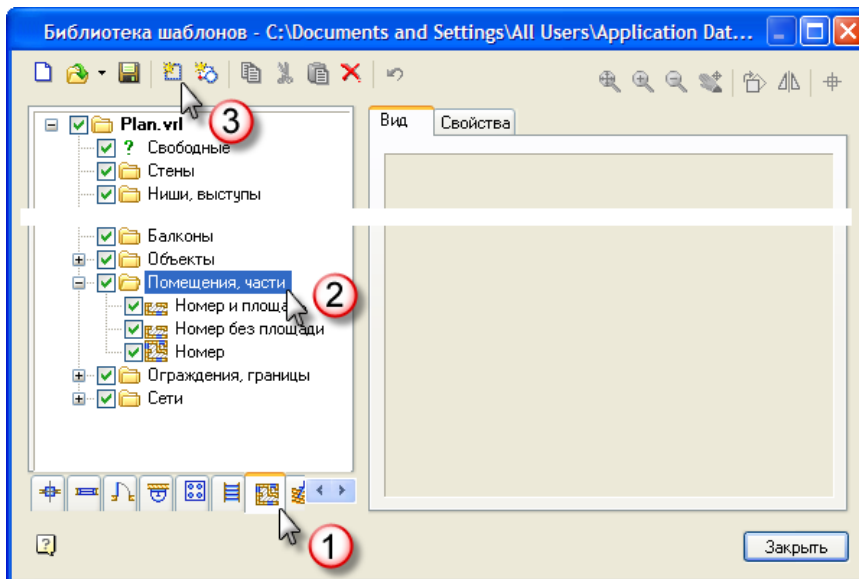 Библиотека шаблонов - C:\Documents and Settings\All Users\Application Dat...
3
Plan.vrl
Вид
Свойства
? Свободные
Стены
Ниши, выступы
Балконы
Объекты
Помещения, части
2
Номер и площадь
Номер без площади
Номер
Ограждения, границы
Сети
1
?
Закрыть